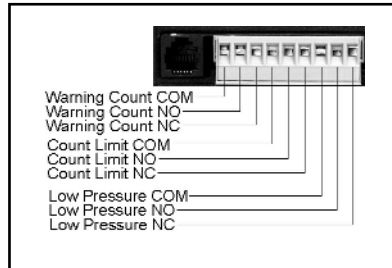 Warning Count COM
Warning Count NO
Warning Count NC
Count Limit COM
Count Limit NO
Count Limit NC
Low Pressure COM
Low Pressure NO
Low Pressure NC